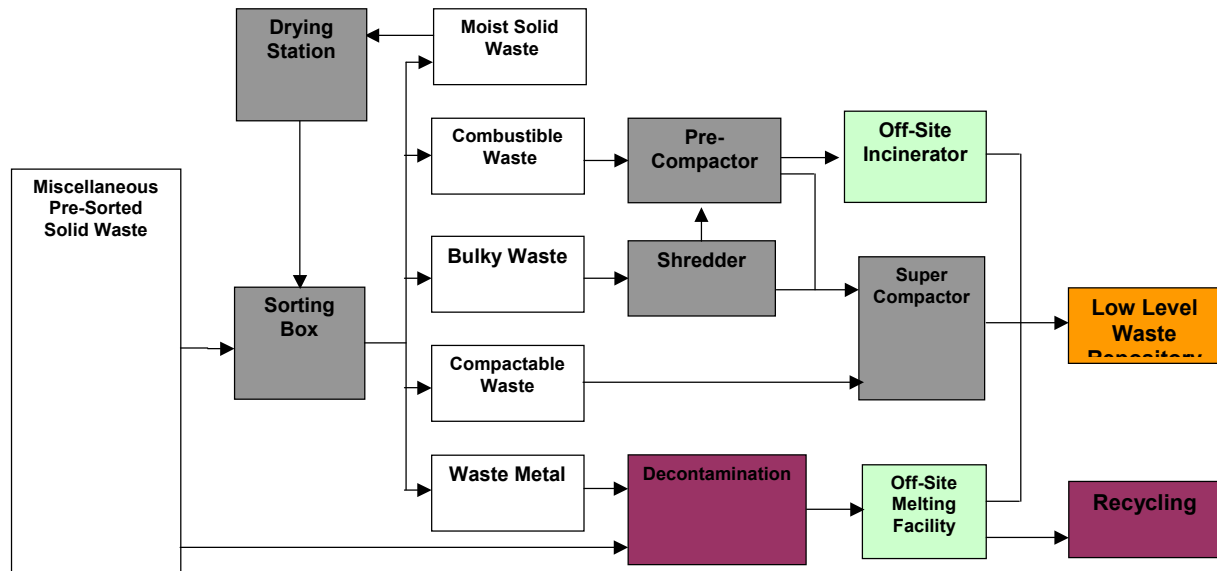 Drying
Station
Moist Solid
Waste
Combustible
Waste
Pre-
Compactor
Off-Site
Incinerator
Miscellaneous
Pre-Sorted
Solid Waste
Bulky Waste
Shredder
Super
Compactor
Sorting
Box
Low Level
Waste
Repository
Compactable
Waste
Waste Metal
Decontamination
Off-Site
Melting
Facility
Recycling